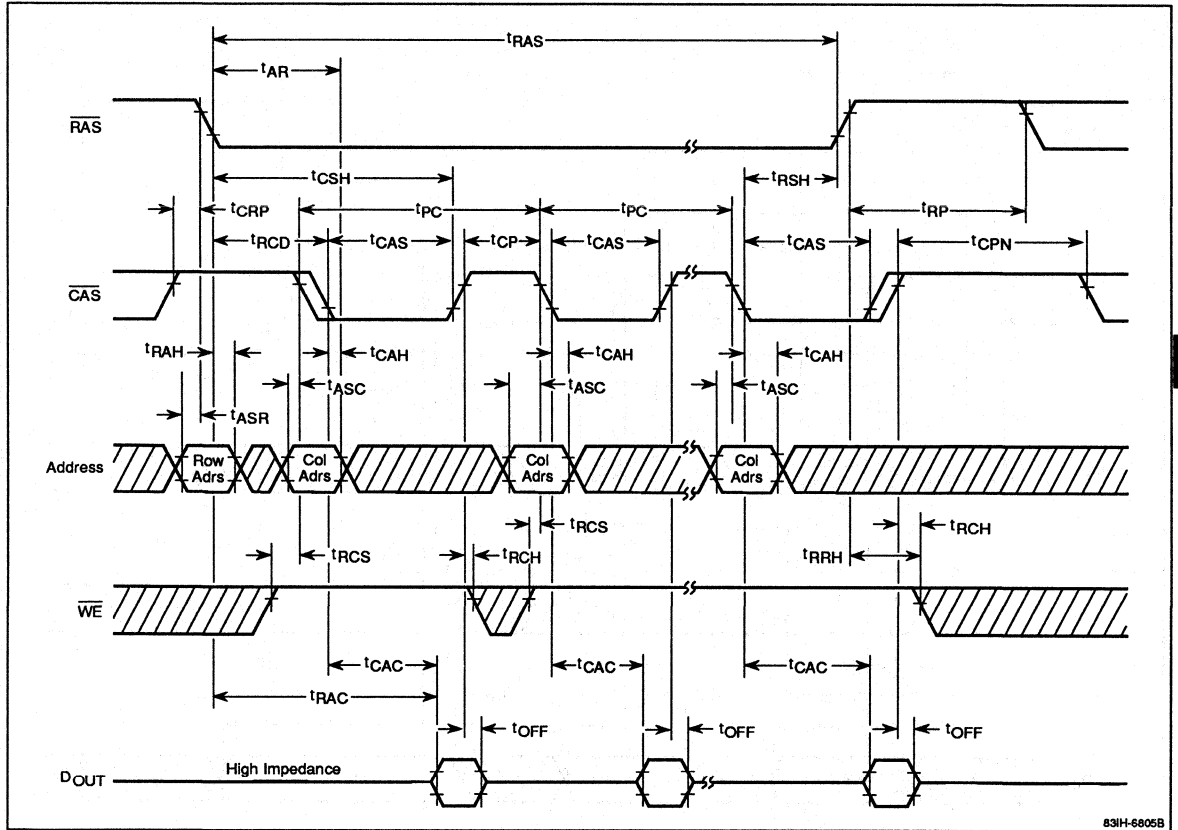 tRAS
tAR
RAS
tCSH
tRSH
tCRP
tPC
tPC
tRP
tRCD
tCAS
tCP
tCAS
tCAS
tCPN
CAS
tRAH
tCAH
tCAH
tCAH
tASC
tASC
tASC
tASR
Address
Row Adrs
Col Adrs
Col Adrs
Col Adrs
tRCS
tRCH
tRCS
tRCH
tRRH
WE
tCAC
tCAC
tCAC
tRAC
tOFF
tOFF
tOFF
High Impedance
DOUT
83IH-6805B